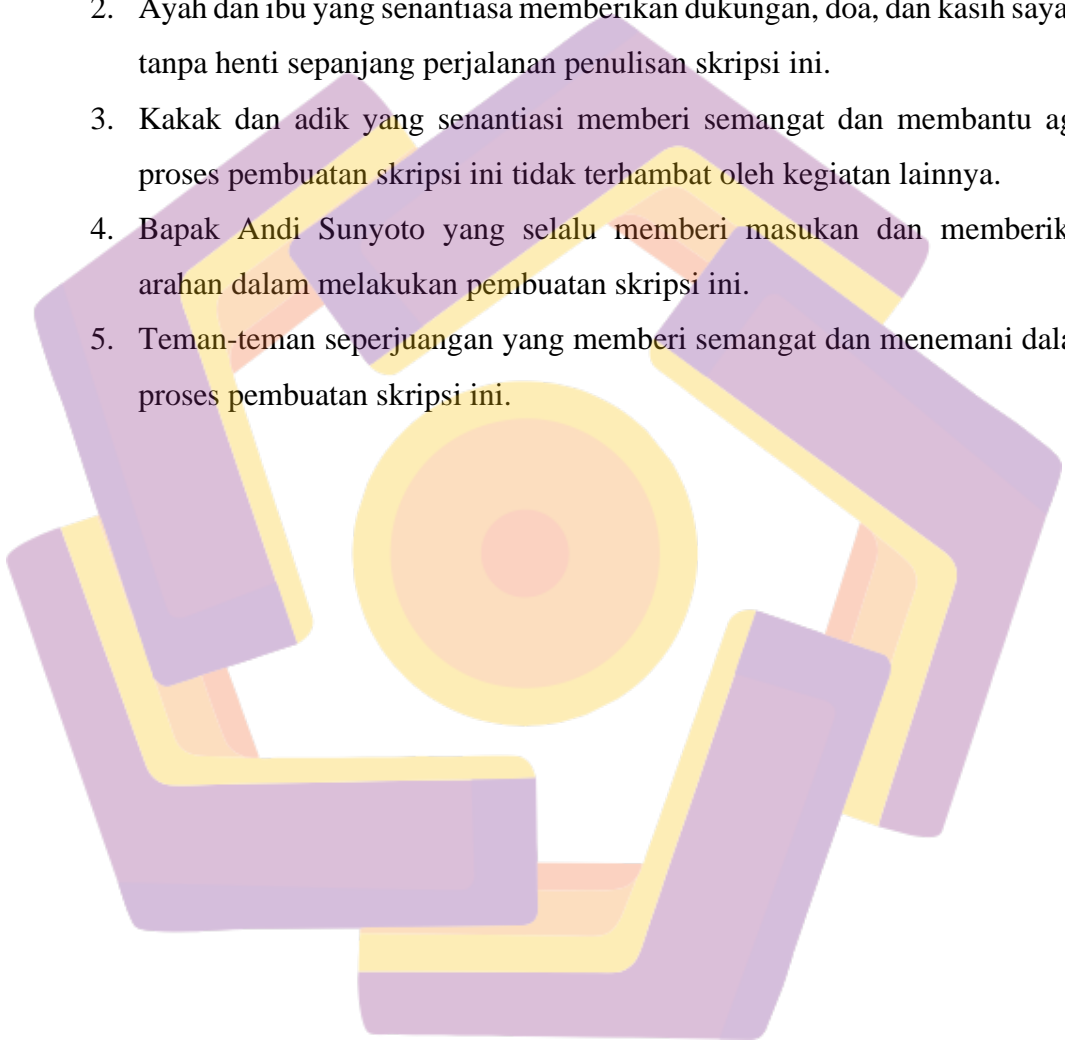 2. Ayah dan ibu yang senantiasa memberikan dukungan, doa, dan kasih saya
tanpa henti sepanjang perjalanan penulisan skripsi ini.
3. Kakak dan adik yang senantiasi memberi semangat dan membantu ag
proses pembuatan skripsi ini tidak terhambat oleh kegiatan lainnya.
4. Bapak Andi Sunyoto yang selalu memberi masukan dan memberik
arahan dalam melakukan pembuatan skripsi ini.
5. Teman-teman seperjuangan yang memberi semangat dan menemani dala
proses pembuatan skripsi ini.